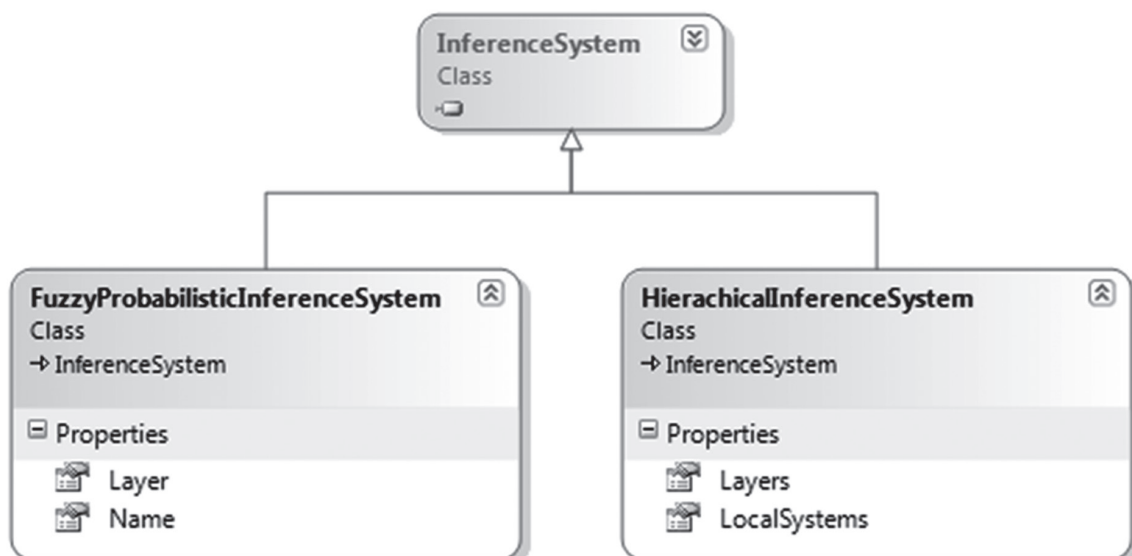 InferenceSystem
Class
FuzzyProbabilisticInferenceSystem
Class
InferenceSystem
Properties
Layer
Name
HierachicalInferenceSystem
Class
InferenceSystem
Properties
Layers
LocalSystems